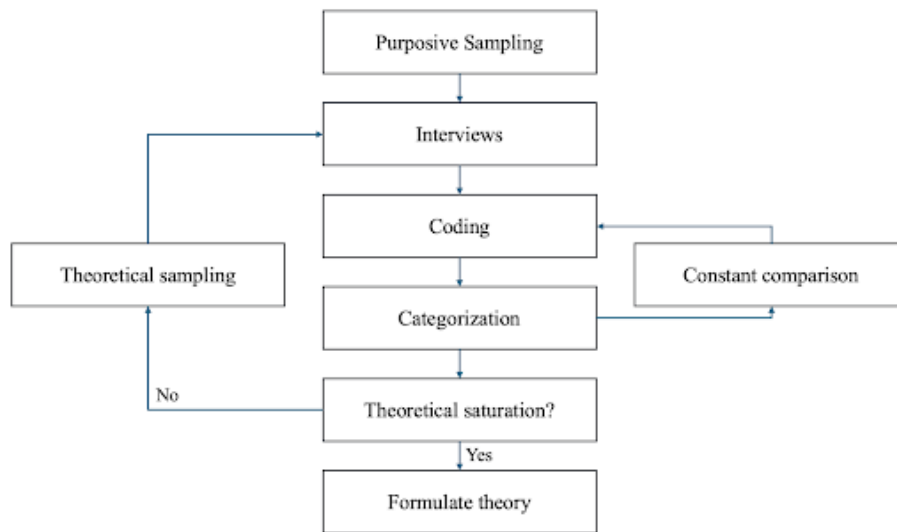 Purposive Sampling
Interviews
Coding
Theoretical sampling
Constant comparison
Categorization
No
Theoretical saturation?
Yes
Formulate theory